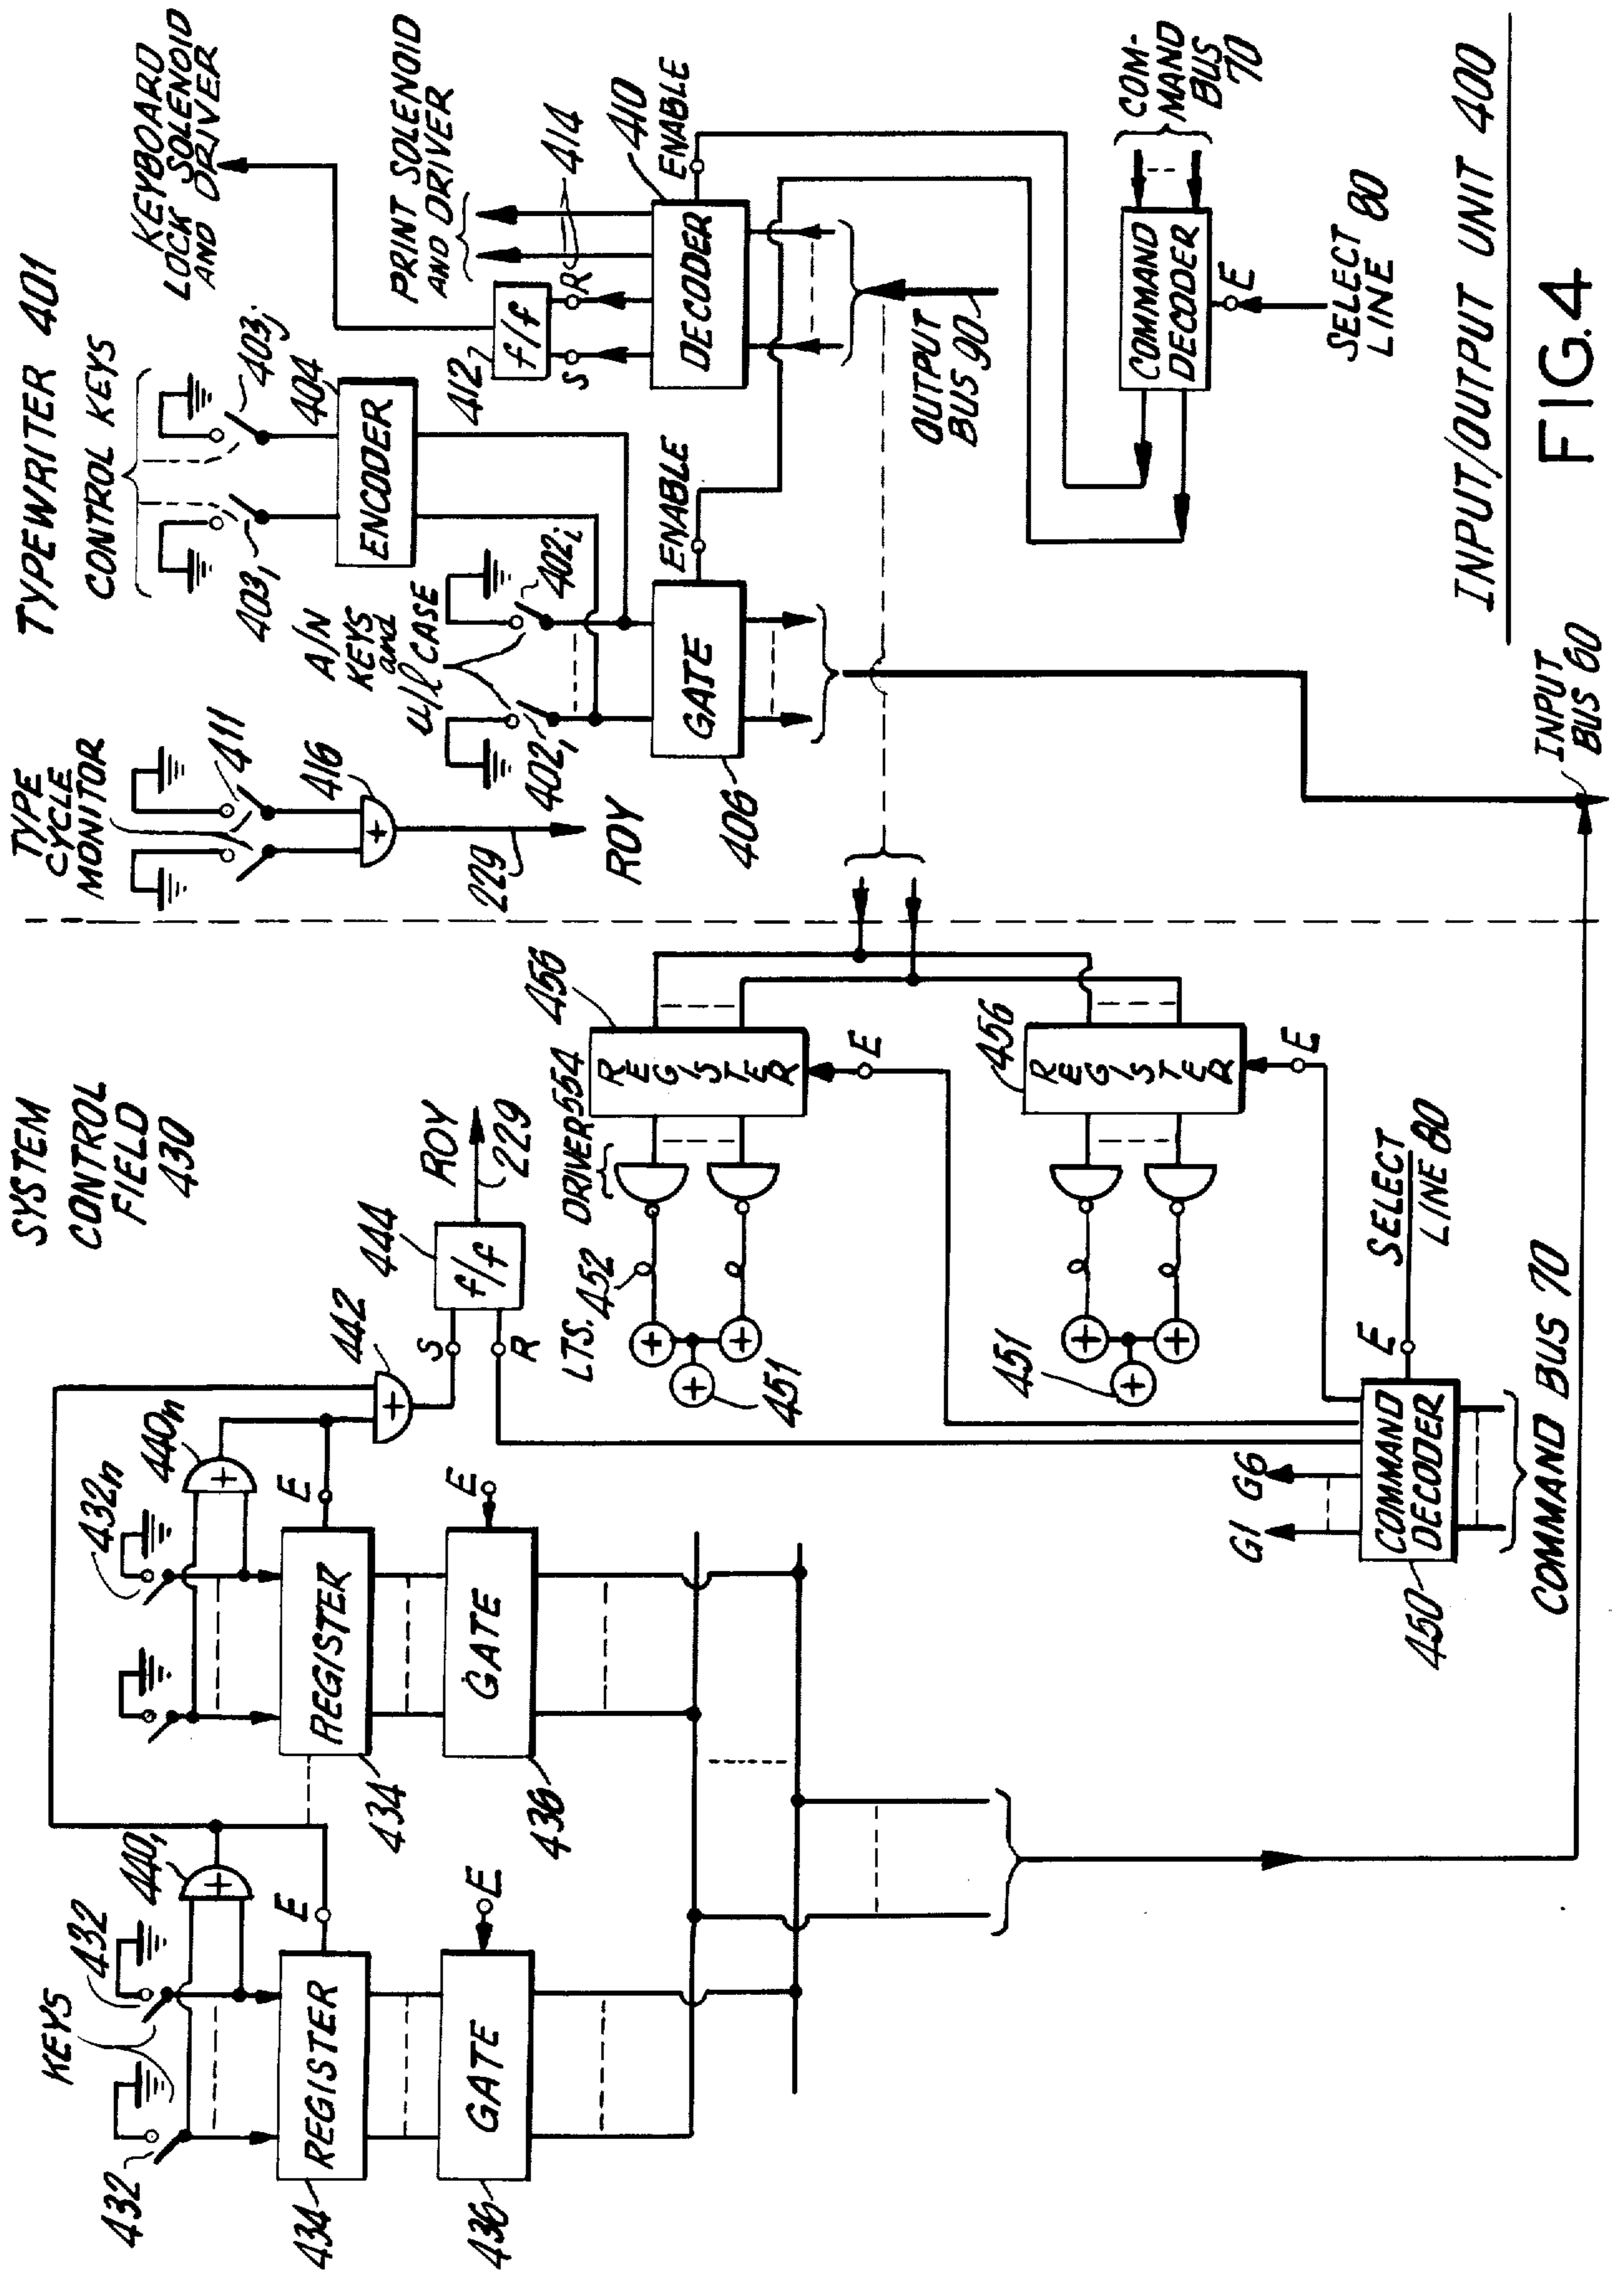 TYPEWRITER 401
KEYBOARD
LOCK SOLENOID
AND DRIVER
CONTROL KEYS
403₁
403j
404
ENCODER
TYPE
CYCLE
MONITOR
411
416
229
ROY
A/N
KEYS
and
u/l CASE
402₁
402i
GATE
406
ENABLE
PRINT SOLENOID
AND DRIVER
412
f/f
S
R
414
DECODER
410
ENABLE
OUTPUT
BUS 90
COM-
MAND
BUS
70
COMMAND
DECODER
E
SELECT
LINE 80
INPUT
BUS 60
SYSTEM
CONTROL
FIELD
430
KEYS
432
432
440₁
E
REGISTER
434
GATE
E
436
432n
440n
E
REGISTER
434
GATE
E
436
442
444
S
R
f/f
ROY
229
LTS. 452
DRIVER 554
REGISTER
456
E
451
REGISTER
456
E
451
G1
G6
COMMAND
DECODER
450
E
SELECT
LINE 80
COMMAND BUS 70
INPUT/OUTPUT UNIT 400
FIG.4